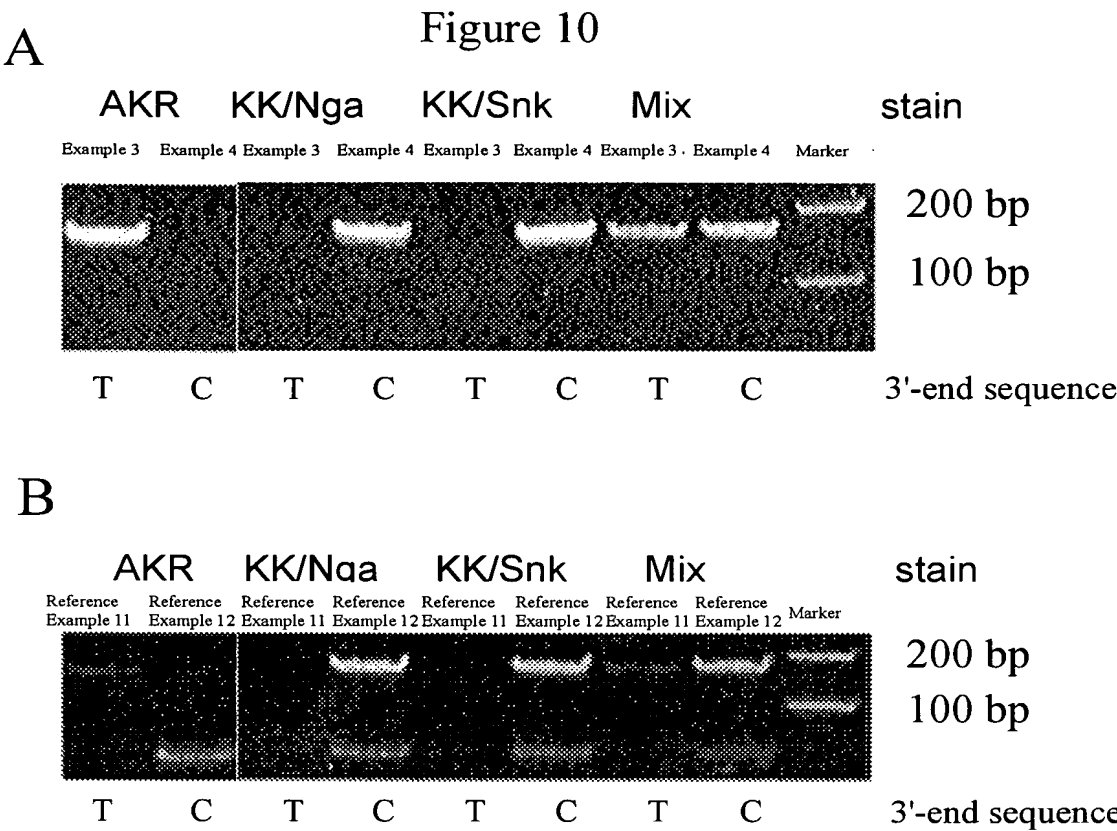 Figure 10
A
AKR KK/Nga KK/Snk Mix stain
Example 3 Example 4 Example 3 Example 4 Example 3 Example 4 Example 3 . Example 4 Marker
200 bp
100 bp
T C T C T C T C 3'-end sequence
B
AKR KK/Nga KK/Snk Mix stain
Reference Reference Reference Reference Reference Reference Reference Reference
Example 11 Example 12 Example 11 Example 12 Example 11 Example 12 Example 11 Example 12 Marker
200 bp
100 bp
T C T C T C T C 3'-end sequence